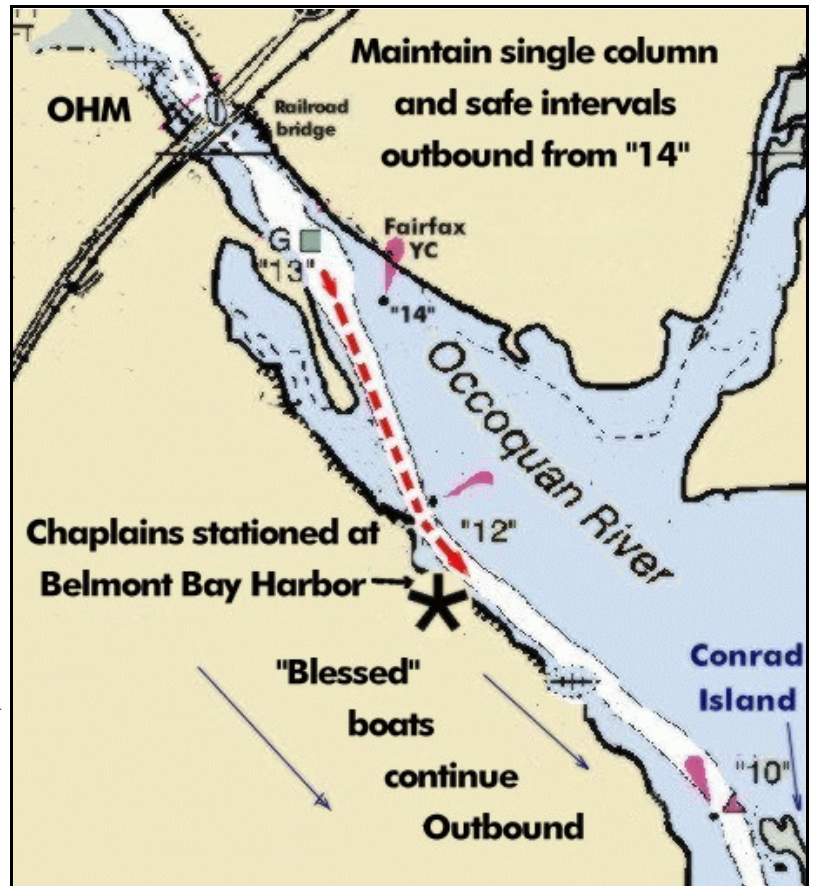 FT
Maintain single column
and safe intervals
outbound from "14"
OHM
Railroad
bridge
Fairfax
YC
G
"13"
"14"
Occoquan River
"12"
Chaplains stationed at
Belmont Bay Harbor
"Blessed"
boats
continue
Outbound
Conrad
Island
"10"